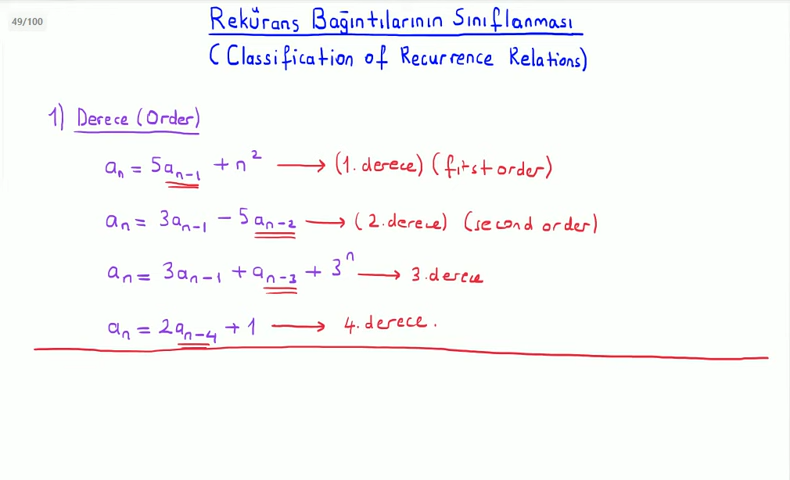 49/100
Rekürans Bağıntılarının Sınıflanması
(Classification of Recurrence Relations)
1) Derece (Order)
aₙ = 5aₙ₋₁ + n² → (1. derece) (first order)
aₙ = 3aₙ₋₁ - 5aₙ₋₂ → (2. derece) (second order)
aₙ = 3aₙ₋₁ + aₙ₋₃ + 3ⁿ → 3. derece
aₙ = 2aₙ₋₄ + 1 → 4. derece.